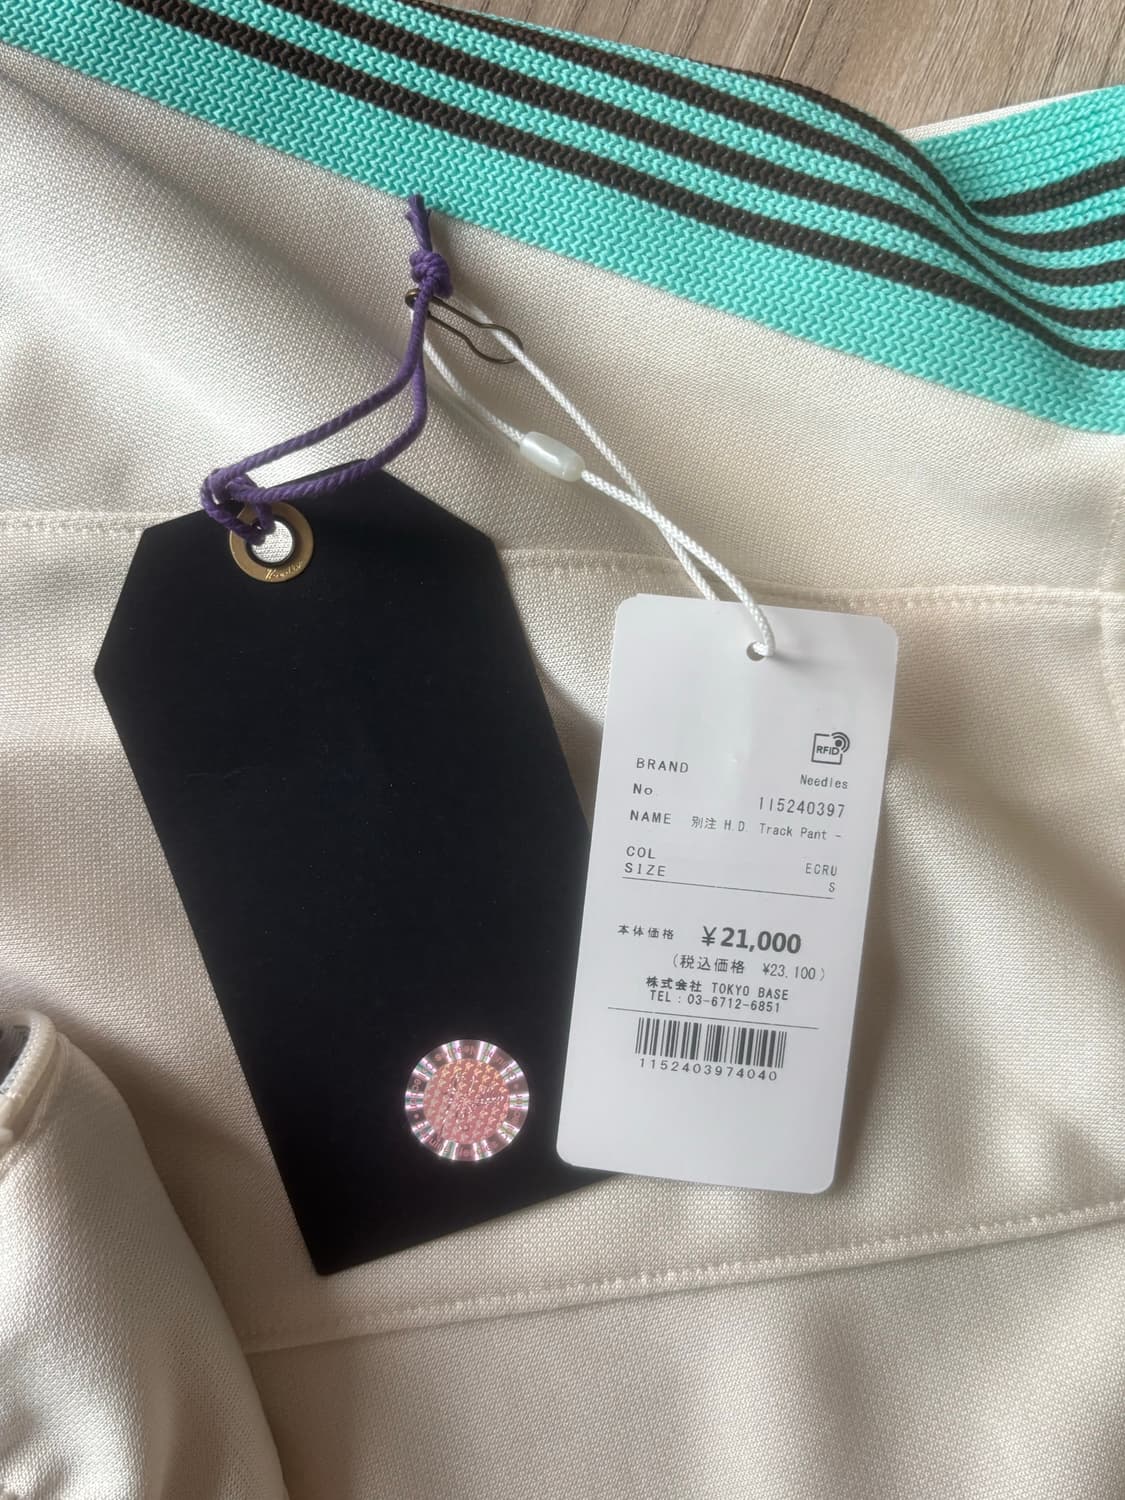 RFID
BRAND Needles
No 115240397
NAME 別注 H.D. Track Pant -
COL ECRU
SIZE S
本体価格 ¥21,000
(税込価格 ¥23,100)
株式会社 TOKYO BASE
TEL : 03-6712-6851
1152403974040
Needles